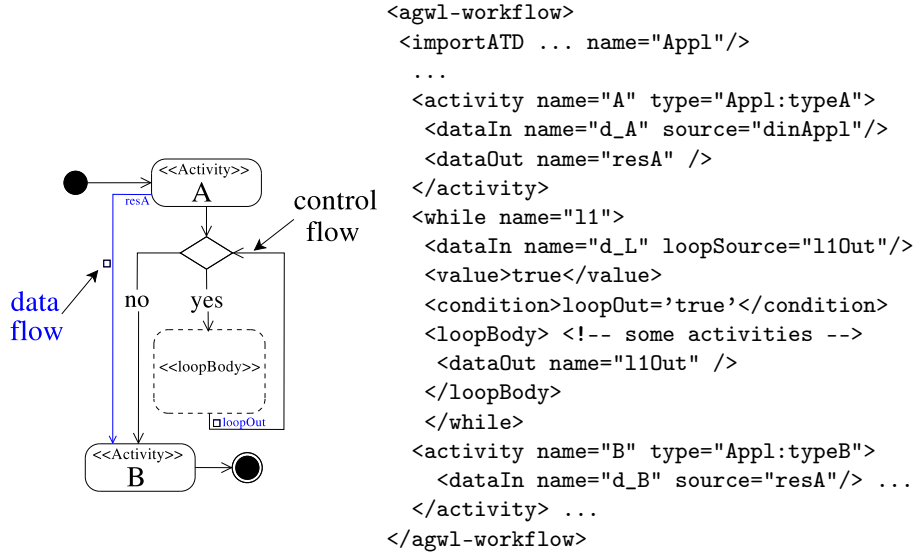 <<Activity>>
A
resA
control
flow
data
flow
no
yes
<<loopBody>>
loopOut
<<Activity>>
B
<agwl-workflow>
<importATD ... name="Appl"/>
...
<activity name="A" type="Appl:typeA">
<dataIn name="d_A" source="dinAppl"/>
<dataOut name="resA" />
</activity>
<while name="l1">
<dataIn name="d_L" loopSource="l1Out"/>
<value>true</value>
<condition>loopOut=’true’</condition>
<loopBody> <!-- some activities -->
<dataOut name="l1Out" />
</loopBody>
</while>
<activity name="B" type="Appl:typeB">
<dataIn name="d_B" source="resA"/> ...
</activity> ...
</agwl-workflow>